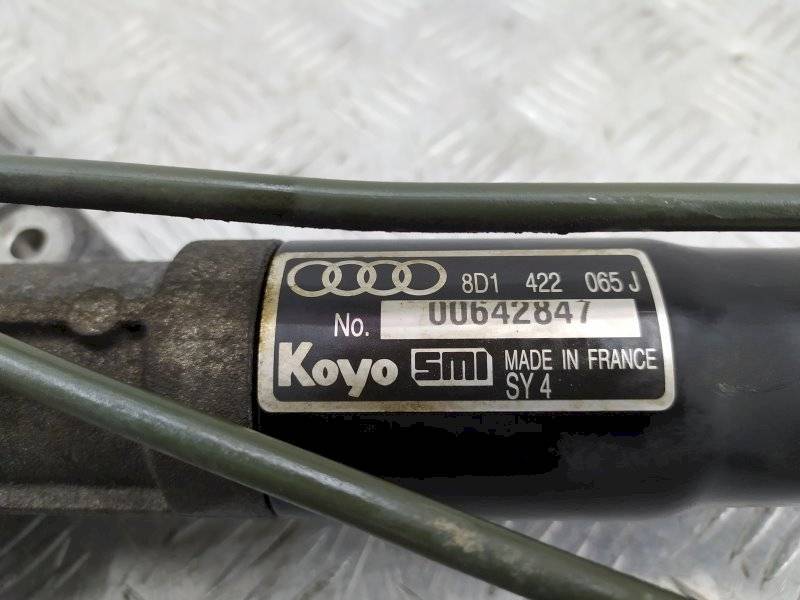 8D1 422 065 J
No. 00642847
Koyo SMI MADE IN FRANCE
SY 4